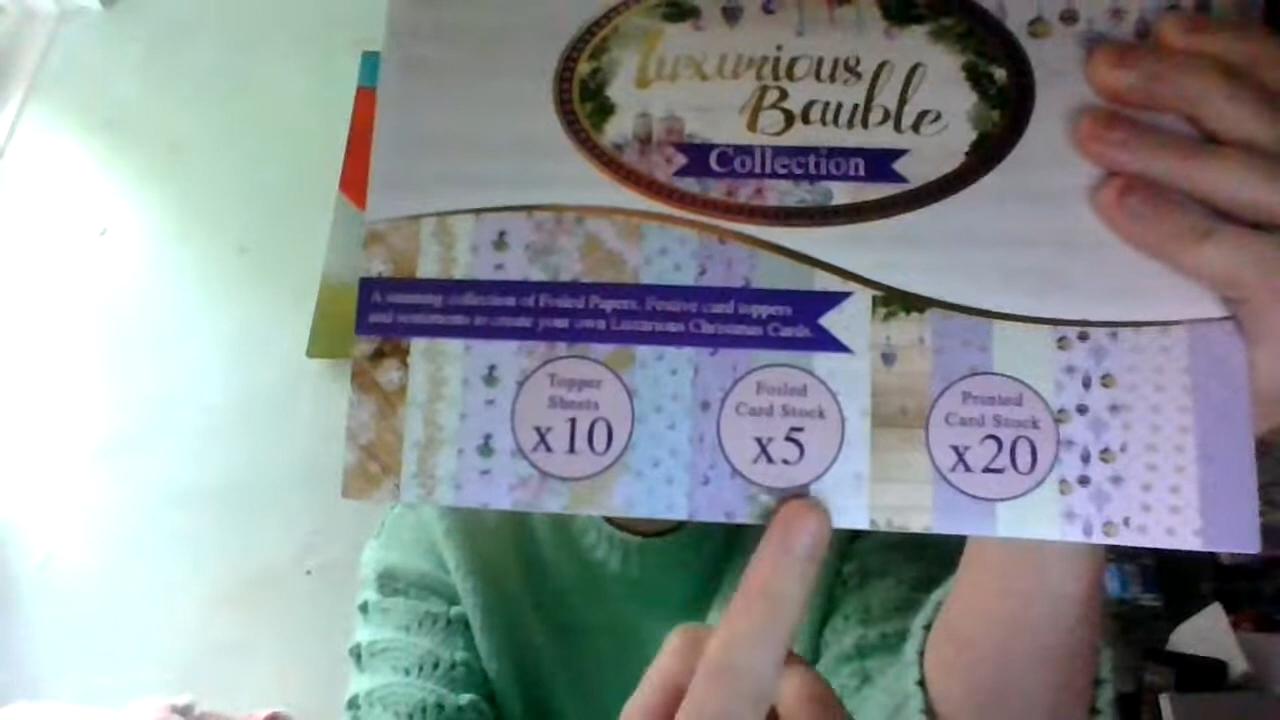 Luxurious
Bauble
Collection
A stunning collection of Foiled Papers, Festive card toppers
and sentiments to create your own Luxurious Christmas Cards.
Topper
Sheets
x10
Foiled
Card Stock
x5
Printed
Card Stock
x20